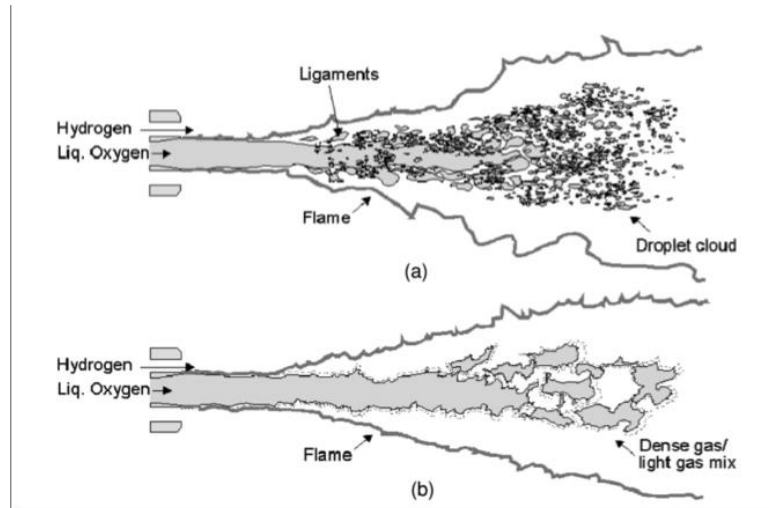 Ligaments
Hydrogen
Liq. Oxygen
Flame
Droplet cloud
(a)
Hydrogen
Liq. Oxygen
Flame
Dense gas/
light gas mix
(b)